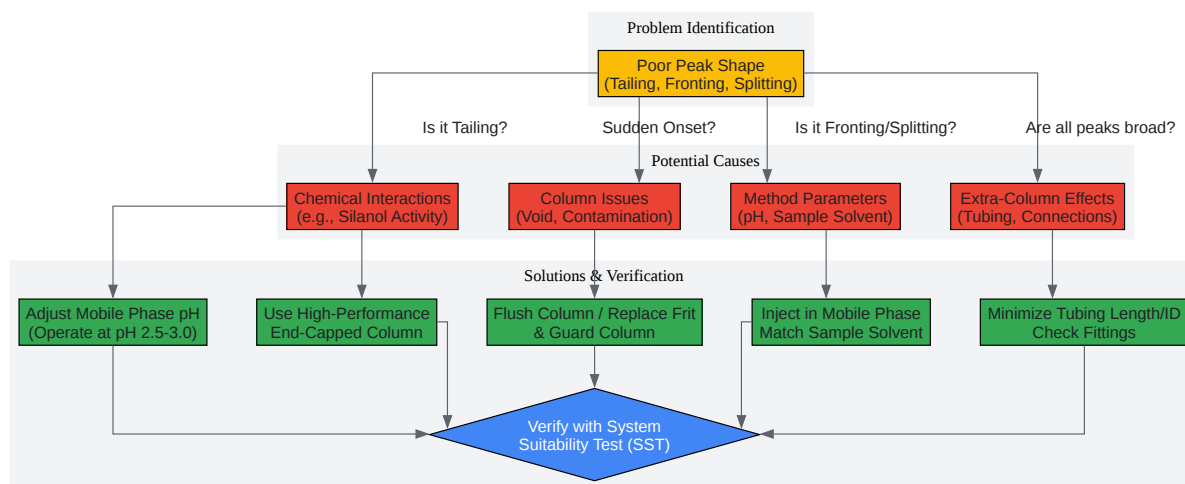 Problem Identification
Poor Peak Shape
(Tailing, Fronting, Splitting)
Is it Tailing?
Sudden Onset?
Is it Fronting/Splitting?
Are all peaks broad?
Potential Causes
Chemical Interactions
(e.g., Silanol Activity)
Column Issues
(Void, Contamination)
Method Parameters
(pH, Sample Solvent)
Extra-Column Effects
(Tubing, Connections)
Solutions & Verification
Adjust Mobile Phase pH
(Operate at pH 2.5-3.0)
Use High-Performance
End-Capped Column
Flush Column / Replace Frit
& Guard Column
Inject in Mobile Phase
Match Sample Solvent
Minimize Tubing Length/ID
Check Fittings
Verify with System
Suitability Test (SST)